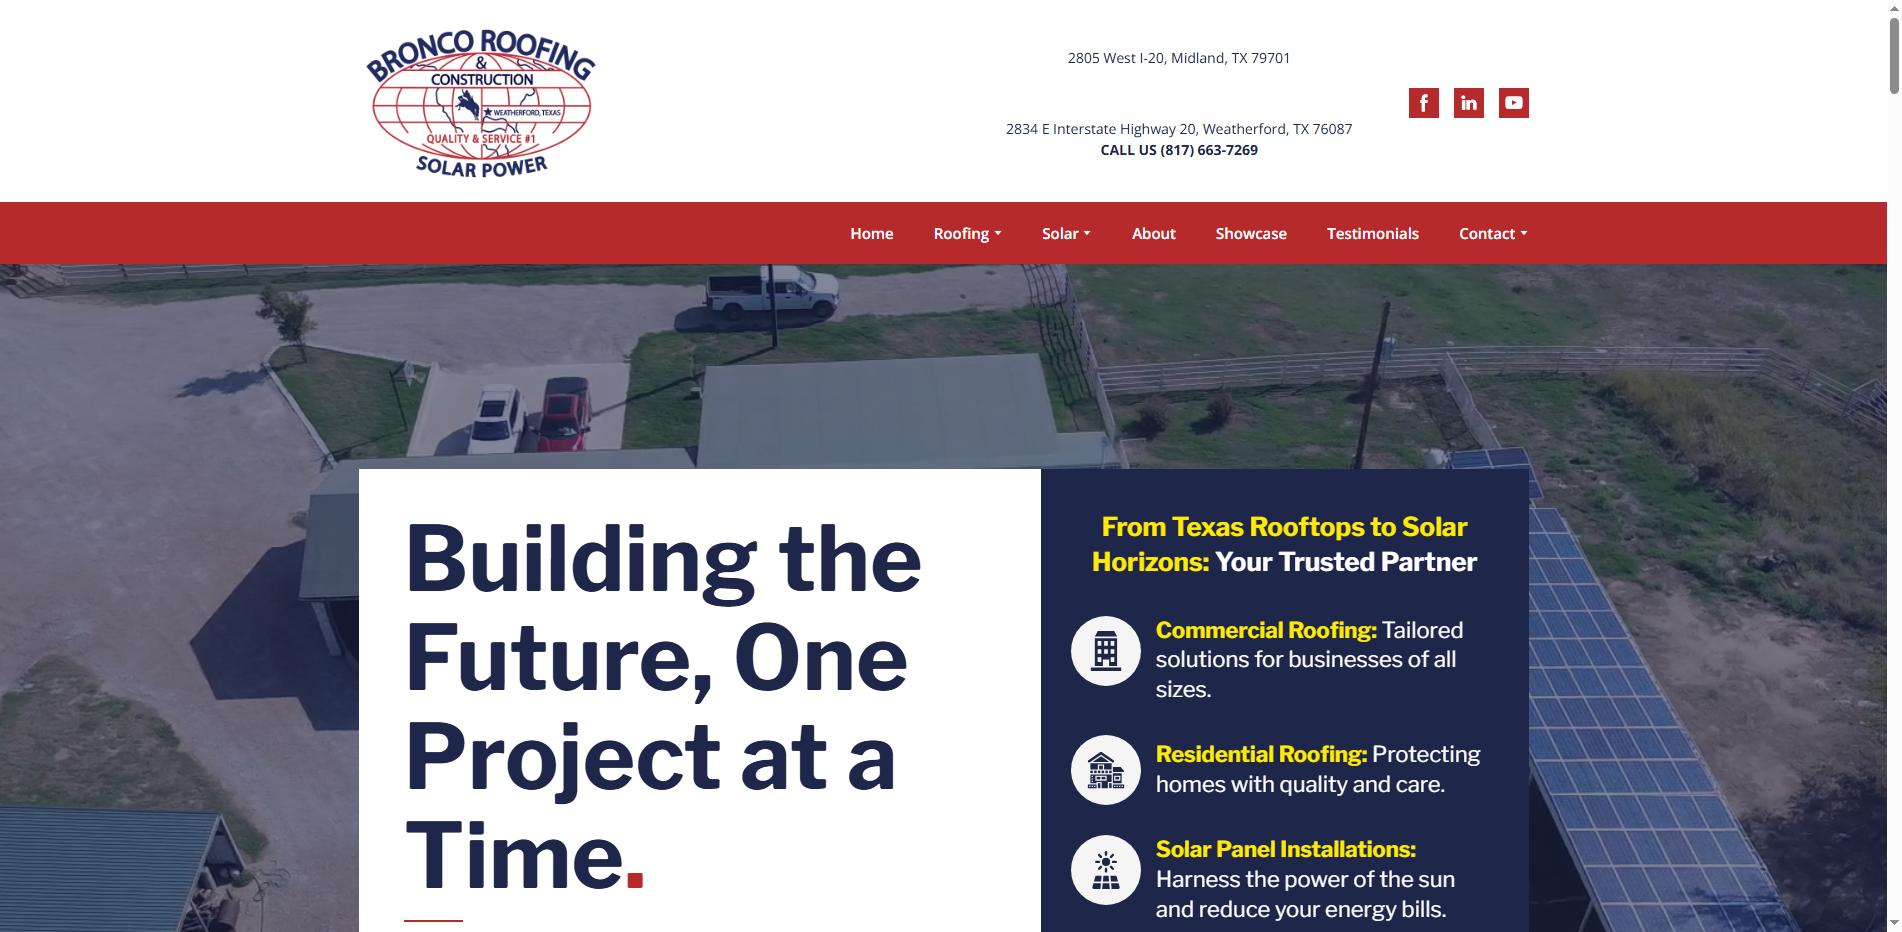 BRONCO ROOFING
&
CONSTRUCTION
WEATHERFORD, TEXAS
QUALITY & SERVICE #1
SOLAR POWER
2805 West I-20, Midland, TX 79701
2834 E Interstate Highway 20, Weatherford, TX 76087
CALL US (817) 663-7269
f in
Home Roofing Solar About Showcase Testimonials Contact
Building the
Future, One
Project at a
Time.
From Texas Rooftops to Solar
Horizons: Your Trusted Partner
Commercial Roofing: Tailored
solutions for businesses of all
sizes.
Residential Roofing: Protecting
homes with quality and care.
Solar Panel Installations:
Harness the power of the sun
and reduce your energy bills.